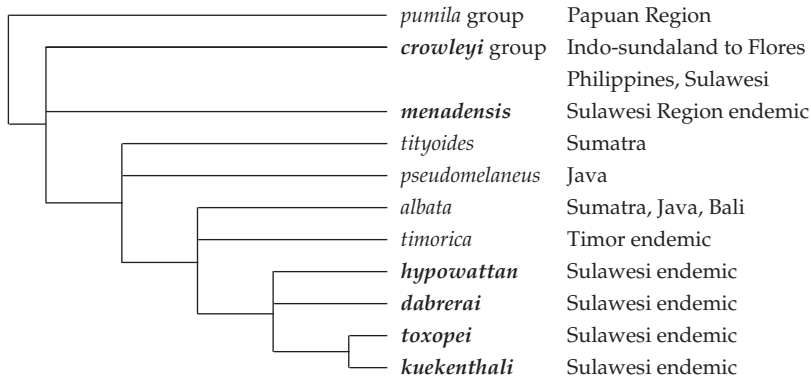 pumila group Papuan Region
crowleyi group Indo-sundaland to Flores
Philippines, Sulawesi
menadensis Sulawesi Region endemic
tityoides Sumatra
pseudomelaneus Java
albata Sumatra, Java, Bali
timorica Timor endemic
hypowattan Sulawesi endemic
dabrerai Sulawesi endemic
toxopei Sulawesi endemic
kuekenthali Sulawesi endemic